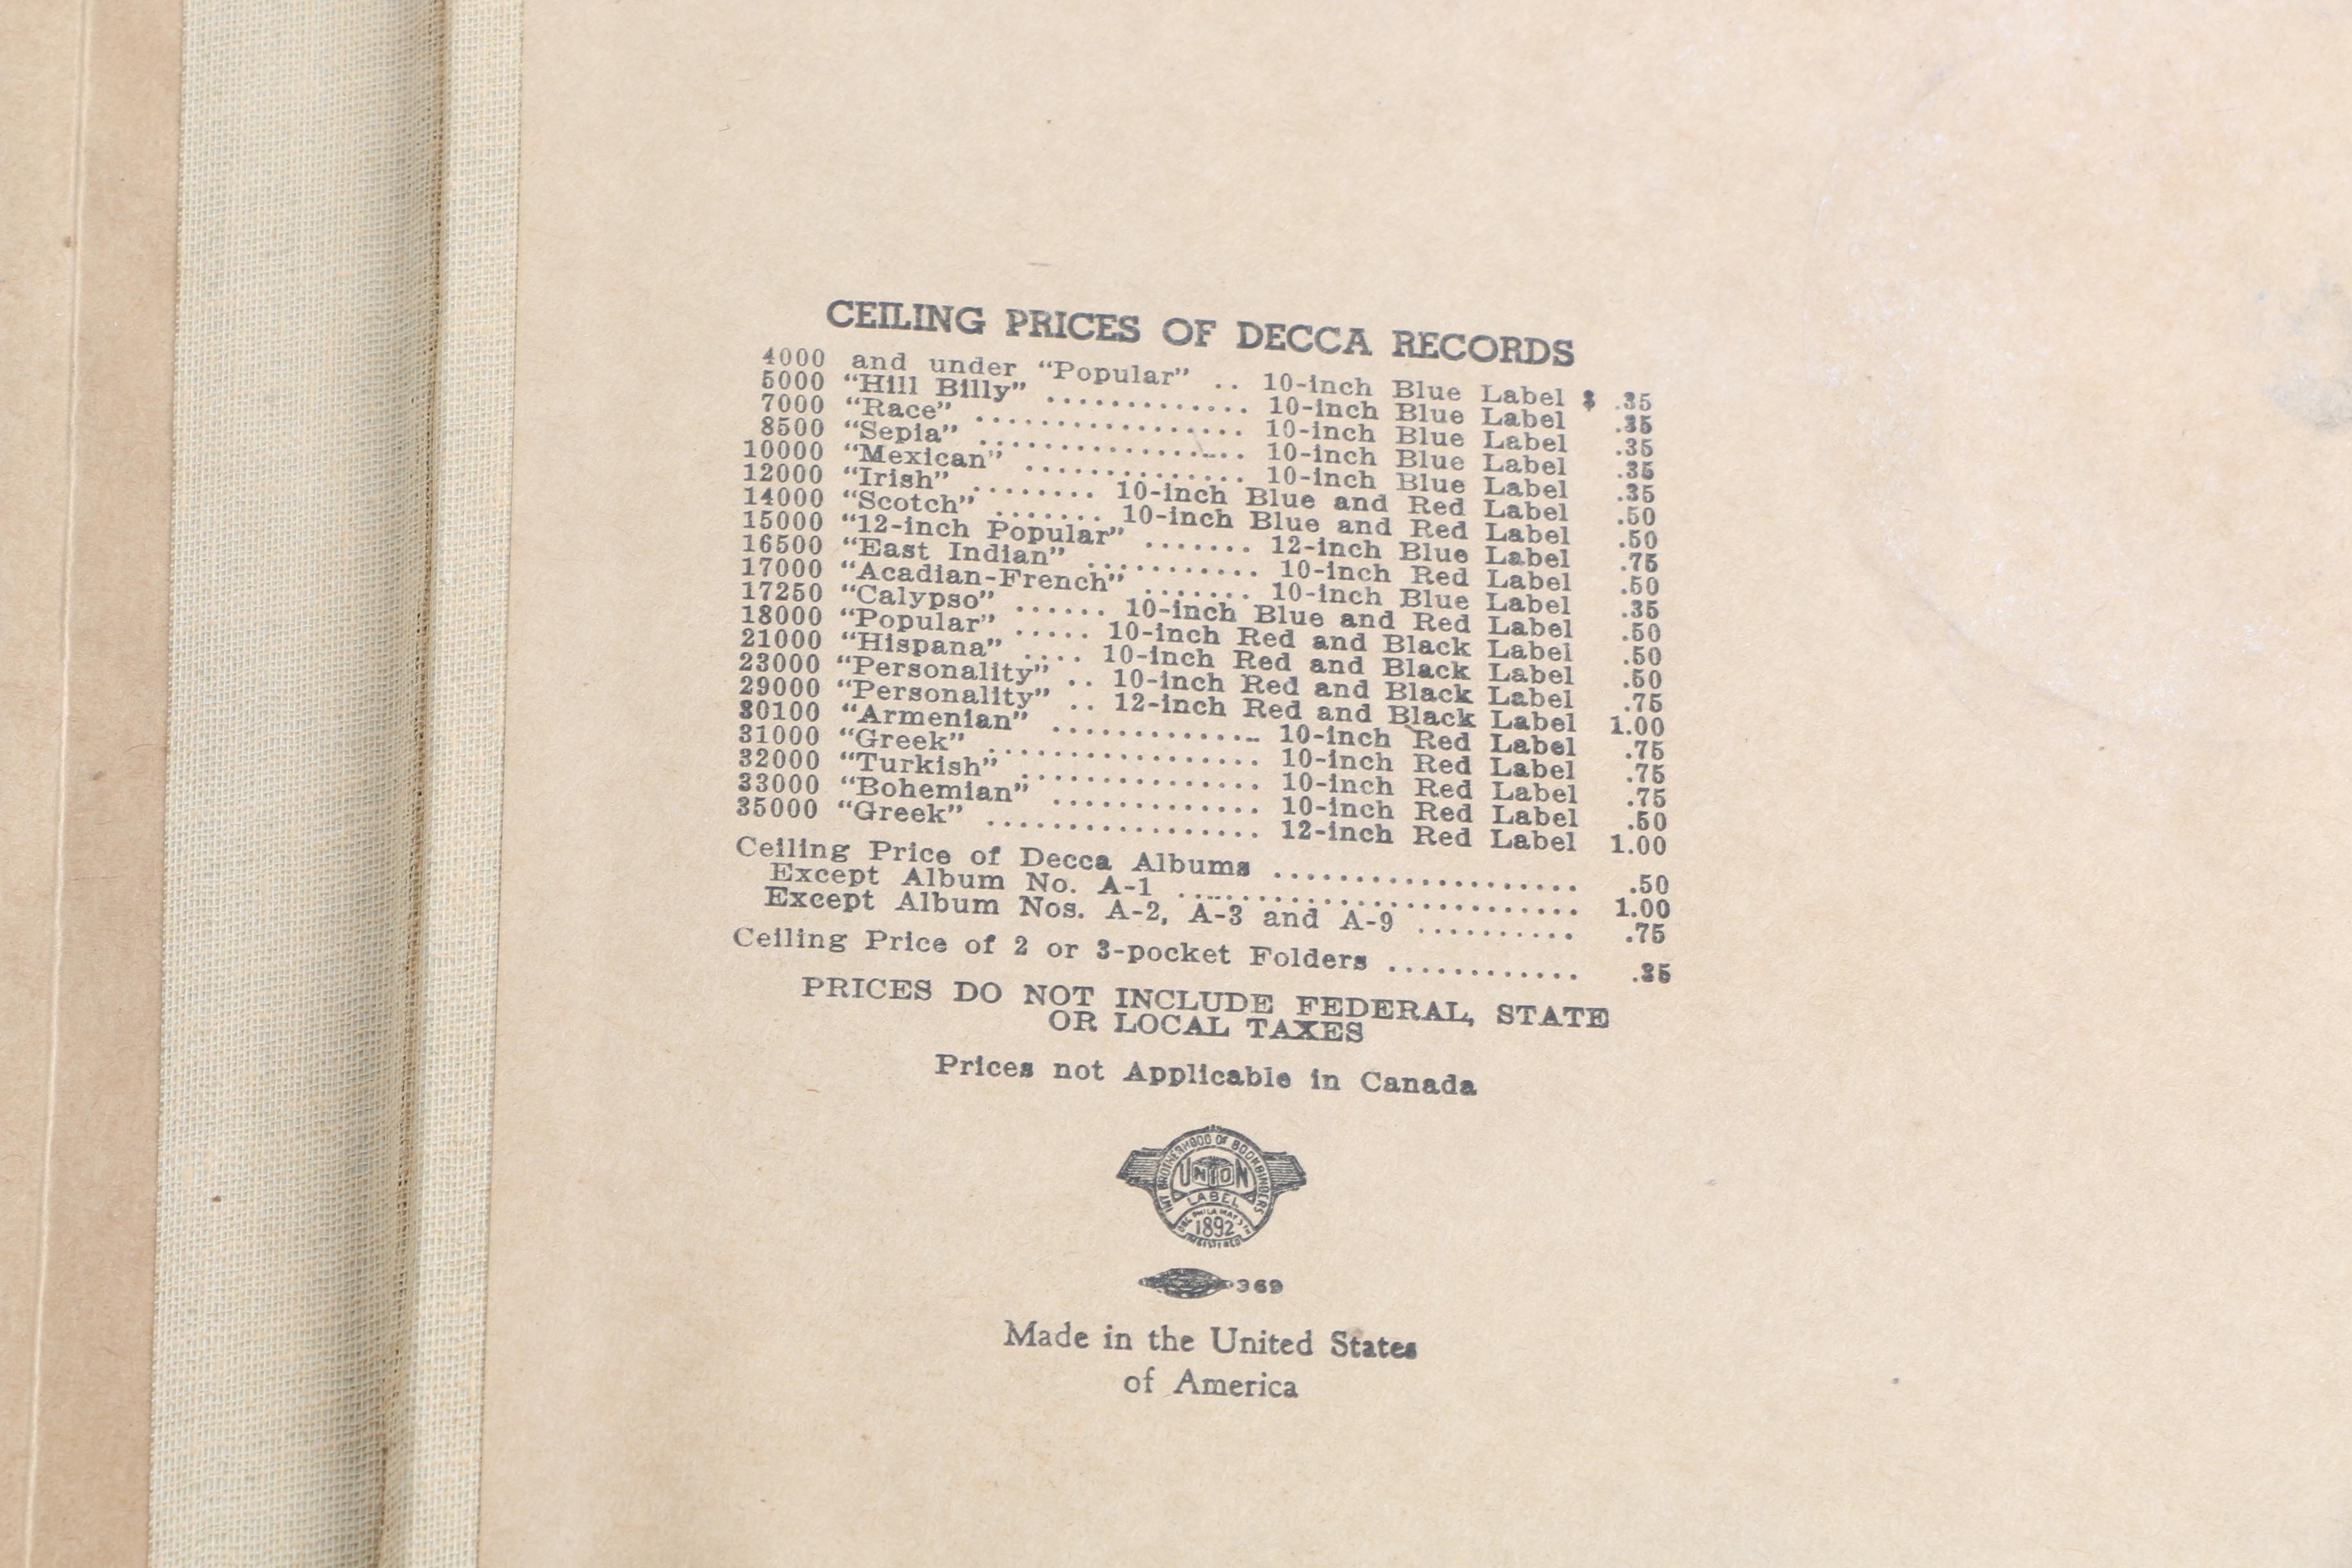 CEILING PRICES OF DECCA RECORDS
4000 and under “Popular” .. 10-inch Blue Label $ .35
5000 “Hill Billy” ............. 10-inch Blue Label .35
7000 “Race” ................. 10-inch Blue Label .35
8500 “Sepia” ................. 10-inch Blue Label .35
10000 “Mexican” .............. 10-inch Blue Label .35
12000 “Irish” ........ 10-inch Blue and Red Label .50
14000 “Scotch” ....... 10-inch Blue and Red Label .50
15000 “12-inch Popular” ....... 12-inch Blue Label .75
16500 “East Indian” ........... 10-inch Red Label .50
17000 “Acadian-French” ....... 10-inch Blue Label .35
17250 “Calypso” ...... 10-inch Blue and Red Label .50
18000 “Popular” ..... 10-inch Red and Black Label .50
21000 “Hispana” .... 10-inch Red and Black Label .50
23000 “Personality” .. 10-inch Red and Black Label .75
29000 “Personality” .. 12-inch Red and Black Label 1.00
30100 “Armenian” ............. 10-inch Red Label .75
31000 “Greek” ................. 10-inch Red Label .75
32000 “Turkish” ............... 10-inch Red Label .75
33000 “Bohemian” ............. 10-inch Red Label .50
35000 “Greek” ................. 12-inch Red Label 1.00
Ceiling Price of Decca Albums ................... .50
Except Album No. A-1 ......................... 1.00
Except Album Nos. A-2, A-3 and A-9 .......... .75
Ceiling Price of 2 or 3-pocket Folders ............ .25
PRICES DO NOT INCLUDE FEDERAL, STATE
OR LOCAL TAXES
Prices not Applicable in Canada
INT BROTHERHOOD OF BOOKBINDERS
UNION
LABEL
ORG. PHILA MAY 5TH
1892
REGISTERED
369
Made in the United States
of America